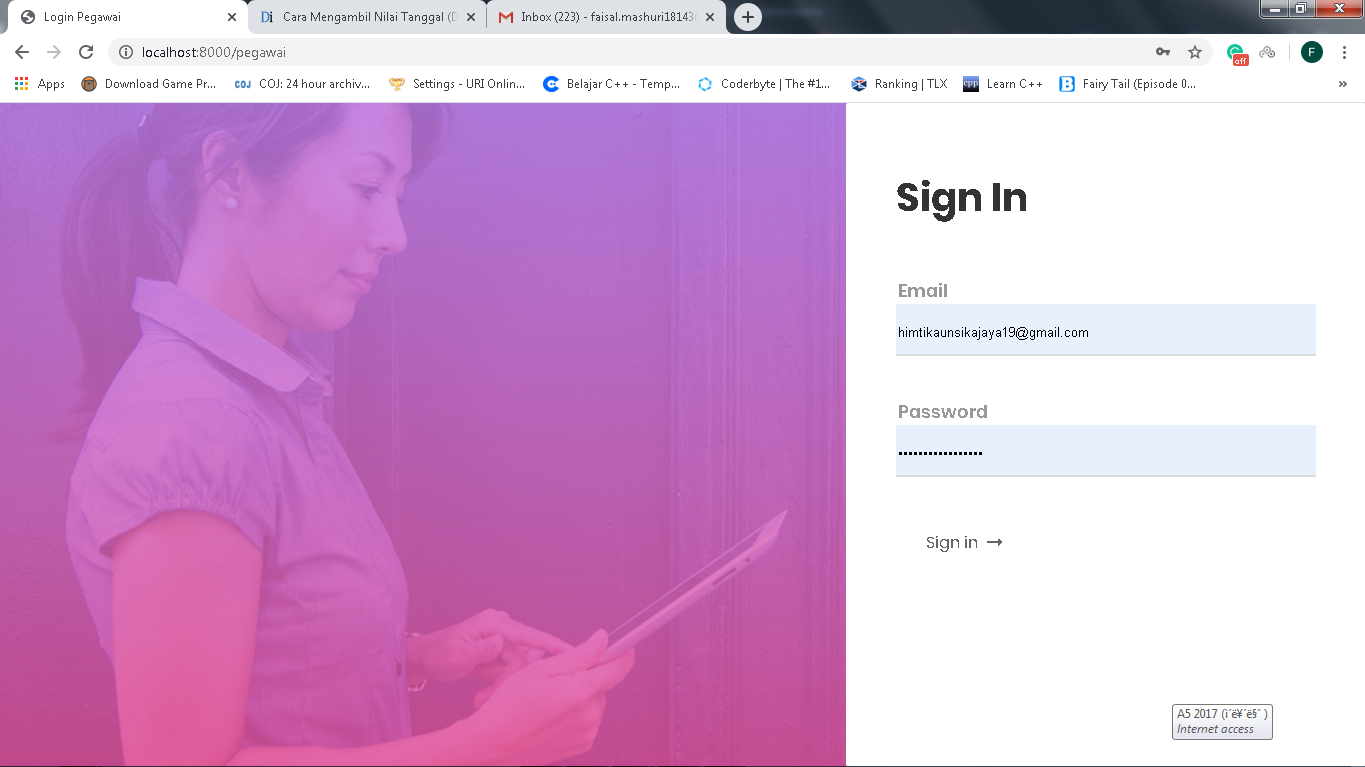 Login Pegawai
Cara Mengambil Nilai Tanggal (D
Inbox (223) - faisal.mashuri18143
localhost:8000/pegawai
off
F
Apps
Download Game Pr...
COJ
COJ: 24 hour archiv...
Settings - URI Onlin...
Belajar C++ - Temp...
Coderbyte | The #1...
Ranking | TLX
cpp
Learn C++
Fairy Tail (Episode 0...
Sign In
Email
himtikaunsikajaya19@gmail.com
Password
Sign in
A5 2017 (ì´ë¥´ë§ˆ )
Internet access